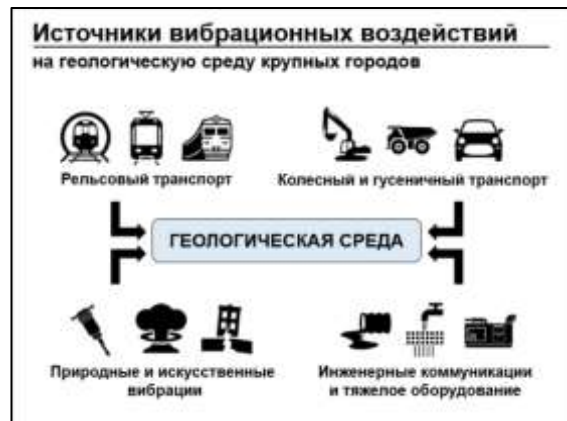 Источники вибрационных воздействий
на геологическую среду крупных городов
Рельсовый транспорт
Колесный и гусеничный транспорт
ГЕОЛОГИЧЕСКАЯ СРЕДА
Природные и искусственные
вибрации
Инженерные коммуникации
и тяжелое оборудование